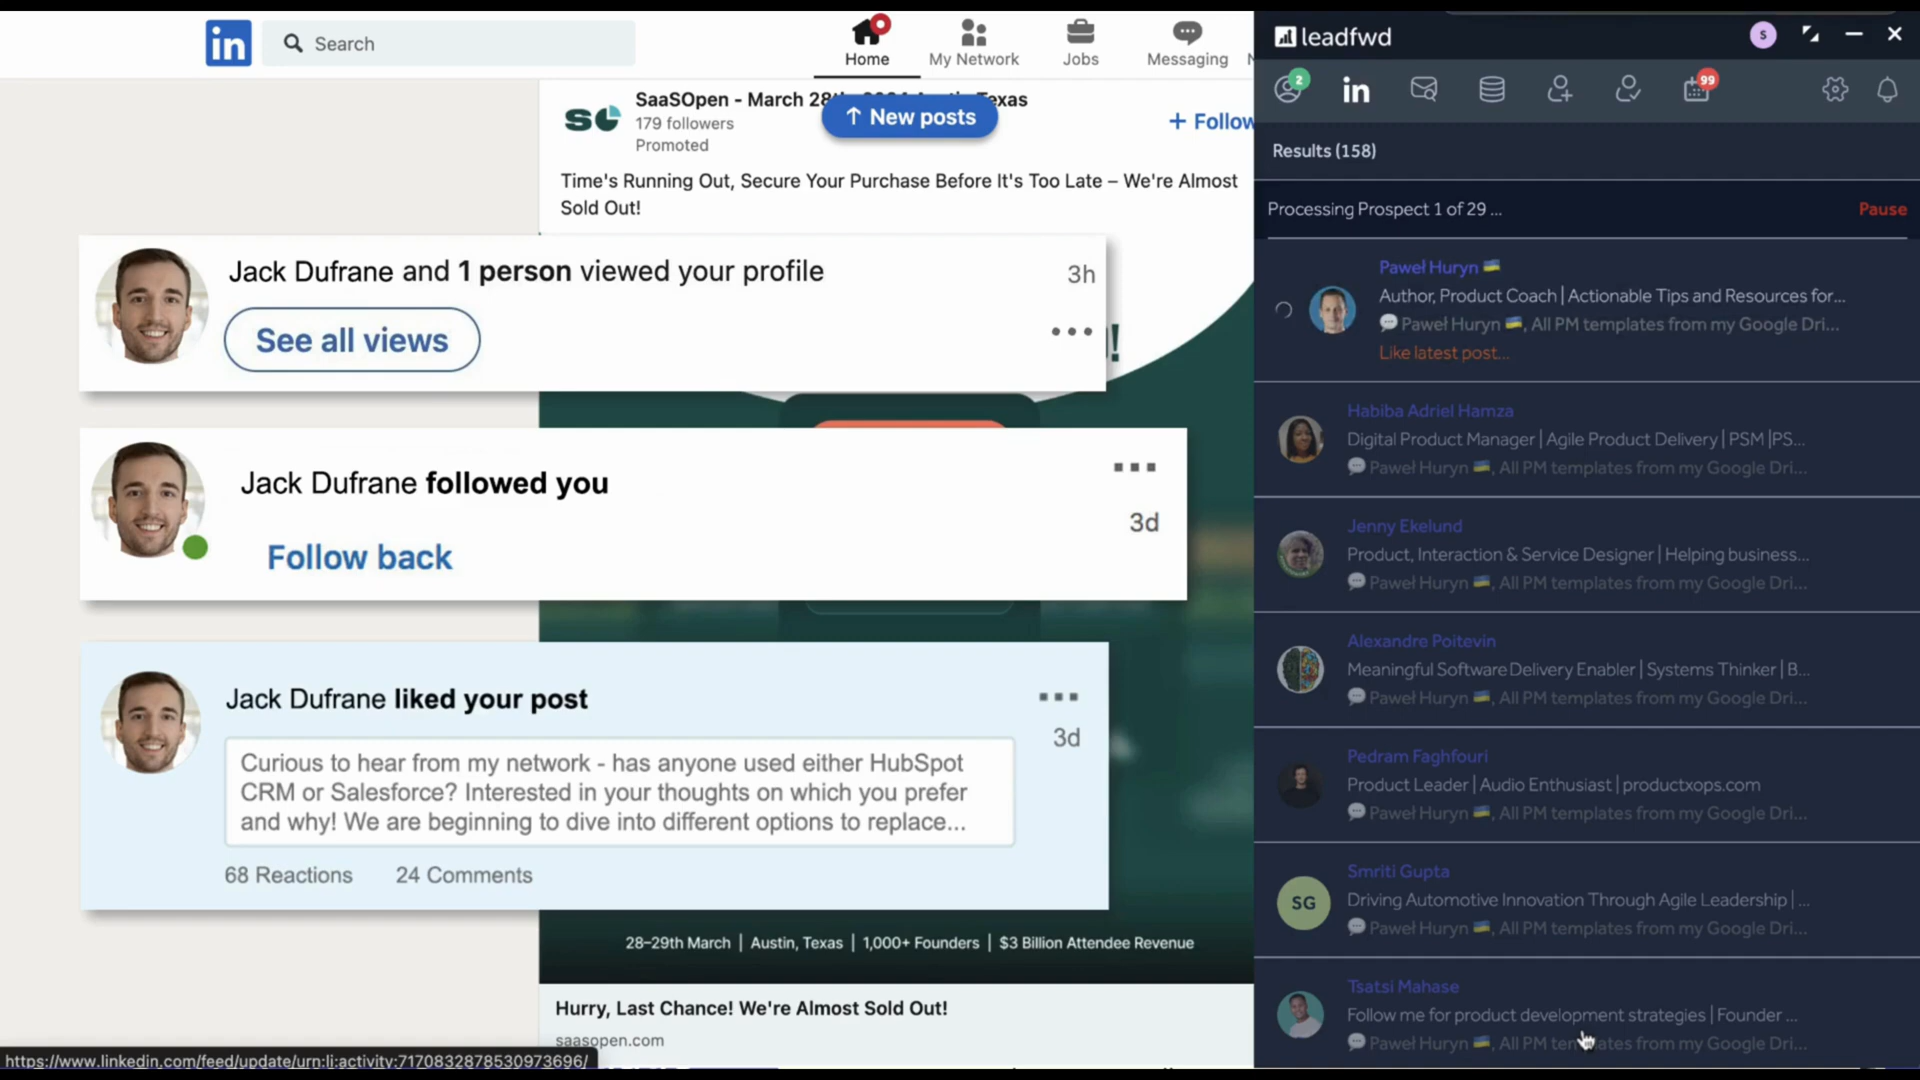 in
Search
Home
My Network
Jobs
Messaging
SaaSOpen - March 28th
Texas
179 followers
Promoted
↑ New posts
+ Follow
Time's Running Out, Secure Your Purchase Before It's Too Late – We're Almost
Sold Out!
Jack Dufrane and 1 person viewed your profile
3h
See all views
Jack Dufrane followed you
3d
Follow back
Jack Dufrane liked your post
3d
Curious to hear from my network - has anyone used either HubSpot
CRM or Salesforce? Interested in your thoughts on which you prefer
and why! We are beginning to dive into different options to replace...
68 Reactions 24 Comments
28–29th March | Austin, Texas | 1,000+ Founders | $3 Billion Attendee Revenue
Hurry, Last Chance! We're Almost Sold Out!
saasopen.com
https://www.linkedin.com/feed/update/urn:li:activity:7170832878530973696/
leadfwd
S
2
in
99
Results (158)
Processing Prospect 1 of 29 ...
Pause
Paweł Huryn 🇺🇦
Author, Product Coach | Actionable Tips and Resources for...
💬 Paweł Huryn 🇺🇦, All PM templates from my Google Dri...
Like latest post...
Habiba Adriel Hamza
Digital Product Manager | Agile Product Delivery | PSM |PS...
💬 Paweł Huryn 🇺🇦, All PM templates from my Google Dri...
Jenny Ekelund
Product, Interaction & Service Designer | Helping business...
💬 Paweł Huryn 🇺🇦, All PM templates from my Google Dri...
Alexandre Poitevin
Meaningful Software Delivery Enabler | Systems Thinker | B...
💬 Paweł Huryn 🇺🇦, All PM templates from my Google Dri...
Pedram Faghfouri
Product Leader | Audio Enthusiast | productxops.com
💬 Paweł Huryn 🇺🇦, All PM templates from my Google Dri...
SG
Smriti Gupta
Driving Automotive Innovation Through Agile Leadership | ...
💬 Paweł Huryn 🇺🇦, All PM templates from my Google Dri...
Tsatsi Mahase
Follow me for product development strategies | Founder ...
💬 Paweł Huryn 🇺🇦, All PM templates from my Google Dri...